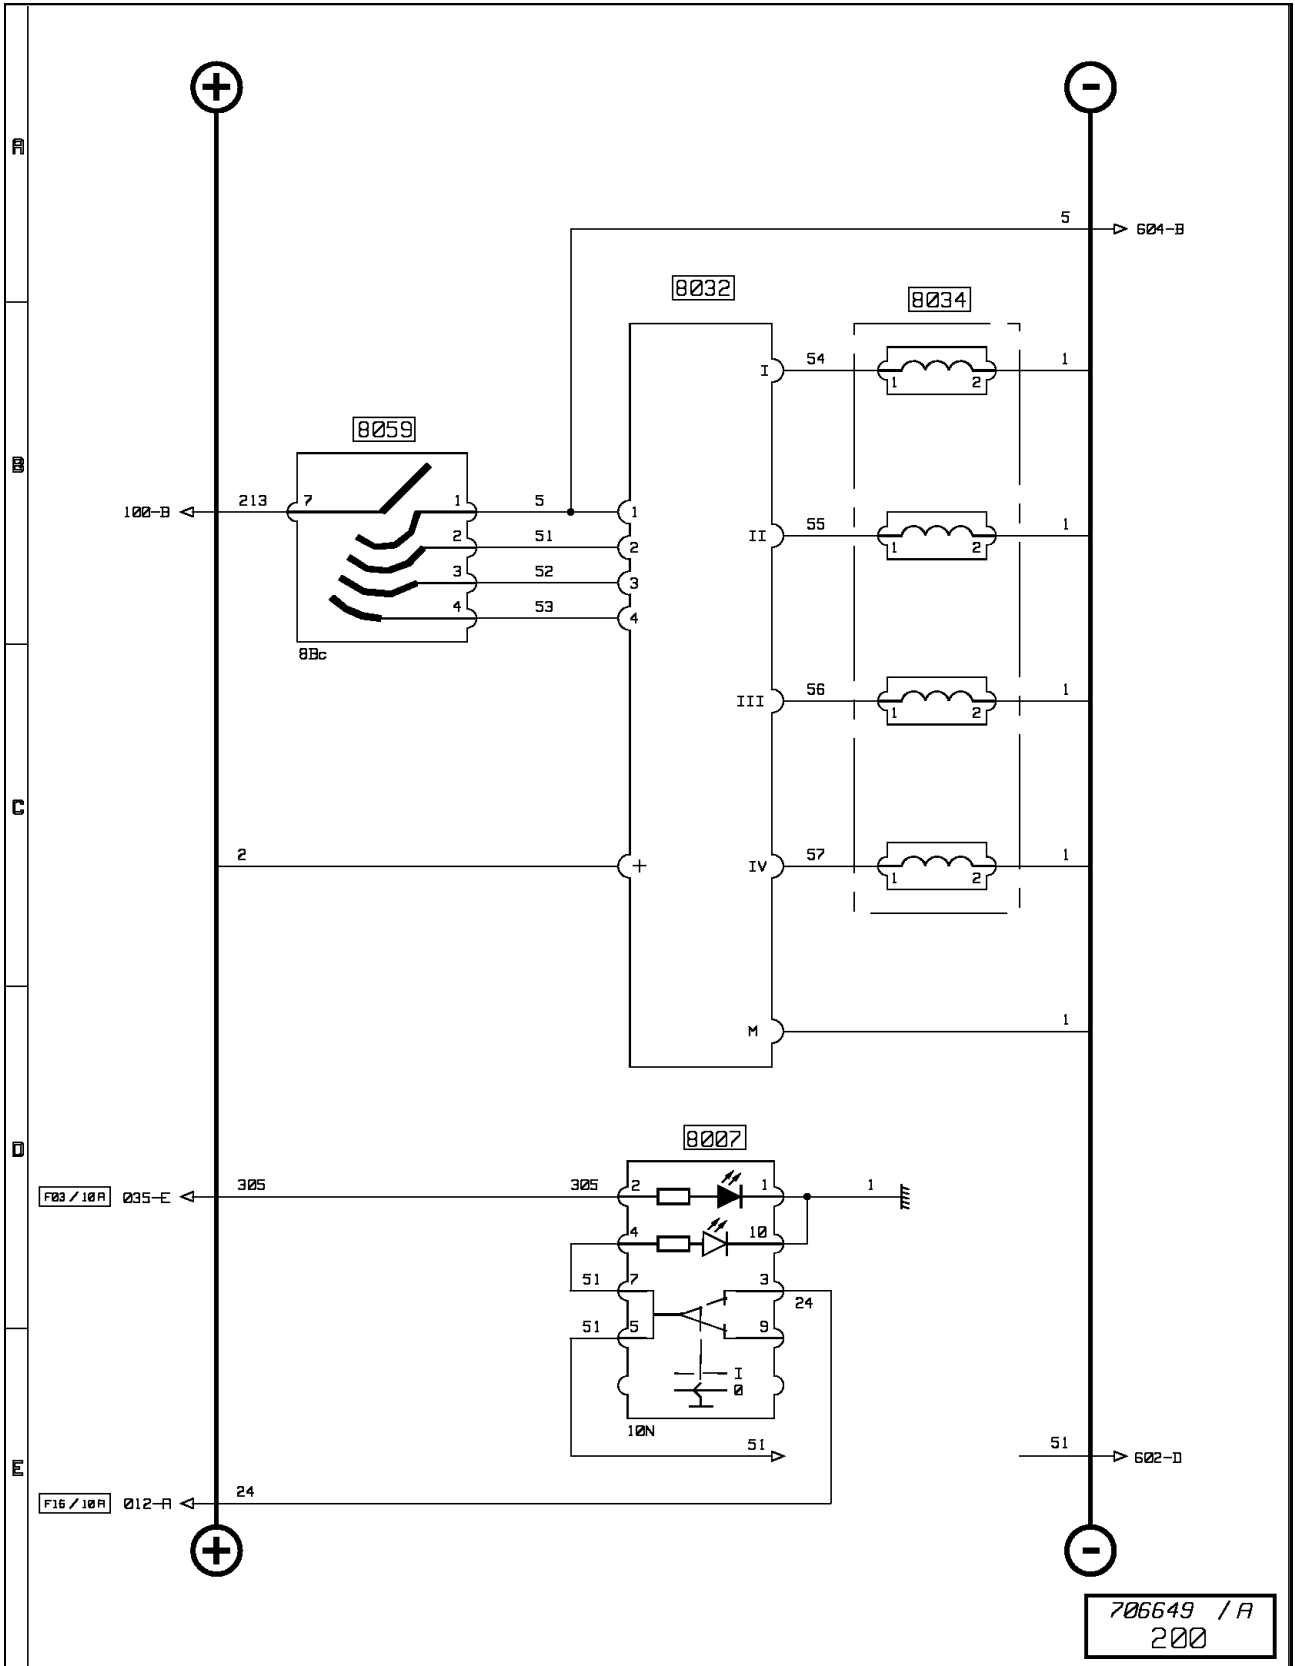 + -
A
5 604-B
8032
8034
I 54 1 2 1
8059
B
100-B 213 7 1 5 1
II 55 1 2 1
2 51 2
3 52 3
4 53 4
8Bc
III 56 1 2 1
C
2 + IV 57 1 2 1
M 1
8007
D
F03/10A 035-E 305 305 2 1 1
4 10
51 7 3 24
51 5 9
I
0
10N
51 51 602-D
E
F16/10A 012-A 24
+ -
706649 /A
200